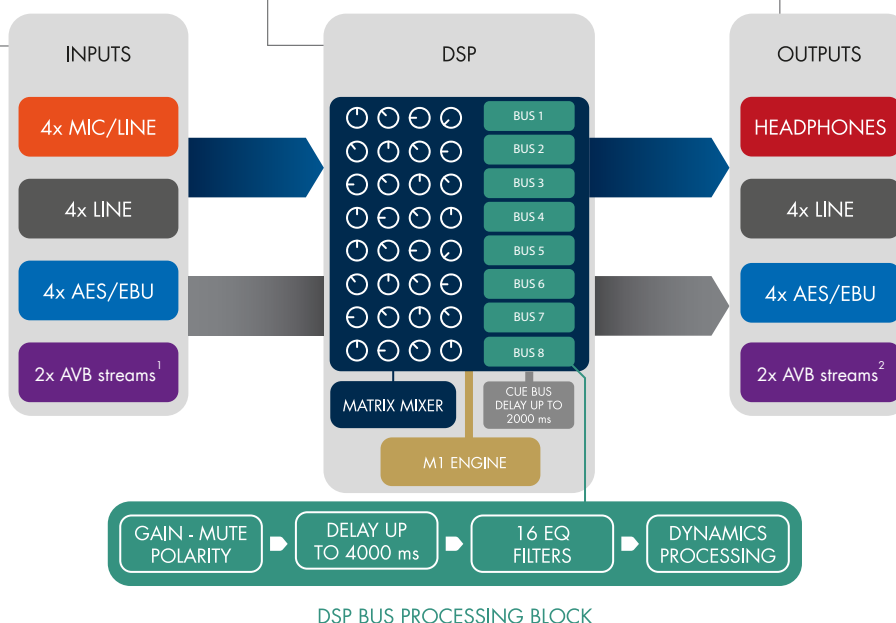 INPUTS
4x MIC/LINE
4x LINE
4x AES/EBU
2x AVB streams1
DSP
BUS 1
BUS 2
BUS 3
BUS 4
BUS 5
BUS 6
BUS 7
BUS 8
MATRIX MIXER
CUE BUS
DELAY UP TO
2000 ms
M1 ENGINE
OUTPUTS
HEADPHONES
4x LINE
4x AES/EBU
2x AVB streams2
GAIN - MUTE
POLARITY
DELAY UP
TO 4000 ms
16 EQ
FILTERS
DYNAMICS
PROCESSING
DSP BUS PROCESSING BLOCK